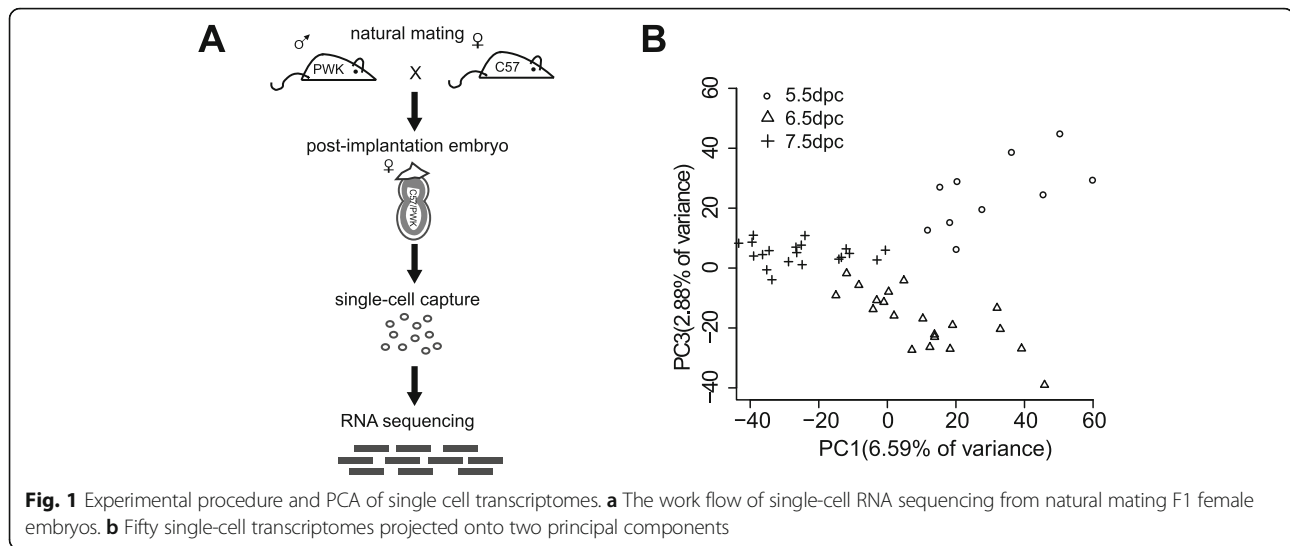 A
natural mating
♂
♀
PWK
X
C57
post-implantation embryo
♀
C57/PWK
single-cell capture
RNA sequencing
B
5.5dpc
6.5dpc
7.5dpc
60
40
20
0
−20
−40
PC3(2.88% of variance)
−40 −20 0 20 40 60
PC1(6.59% of variance)
Fig. 1 Experimental procedure and PCA of single cell transcriptomes. a The work flow of single-cell RNA sequencing from natural mating F1 female
embryos. b Fifty single-cell transcriptomes projected onto two principal components